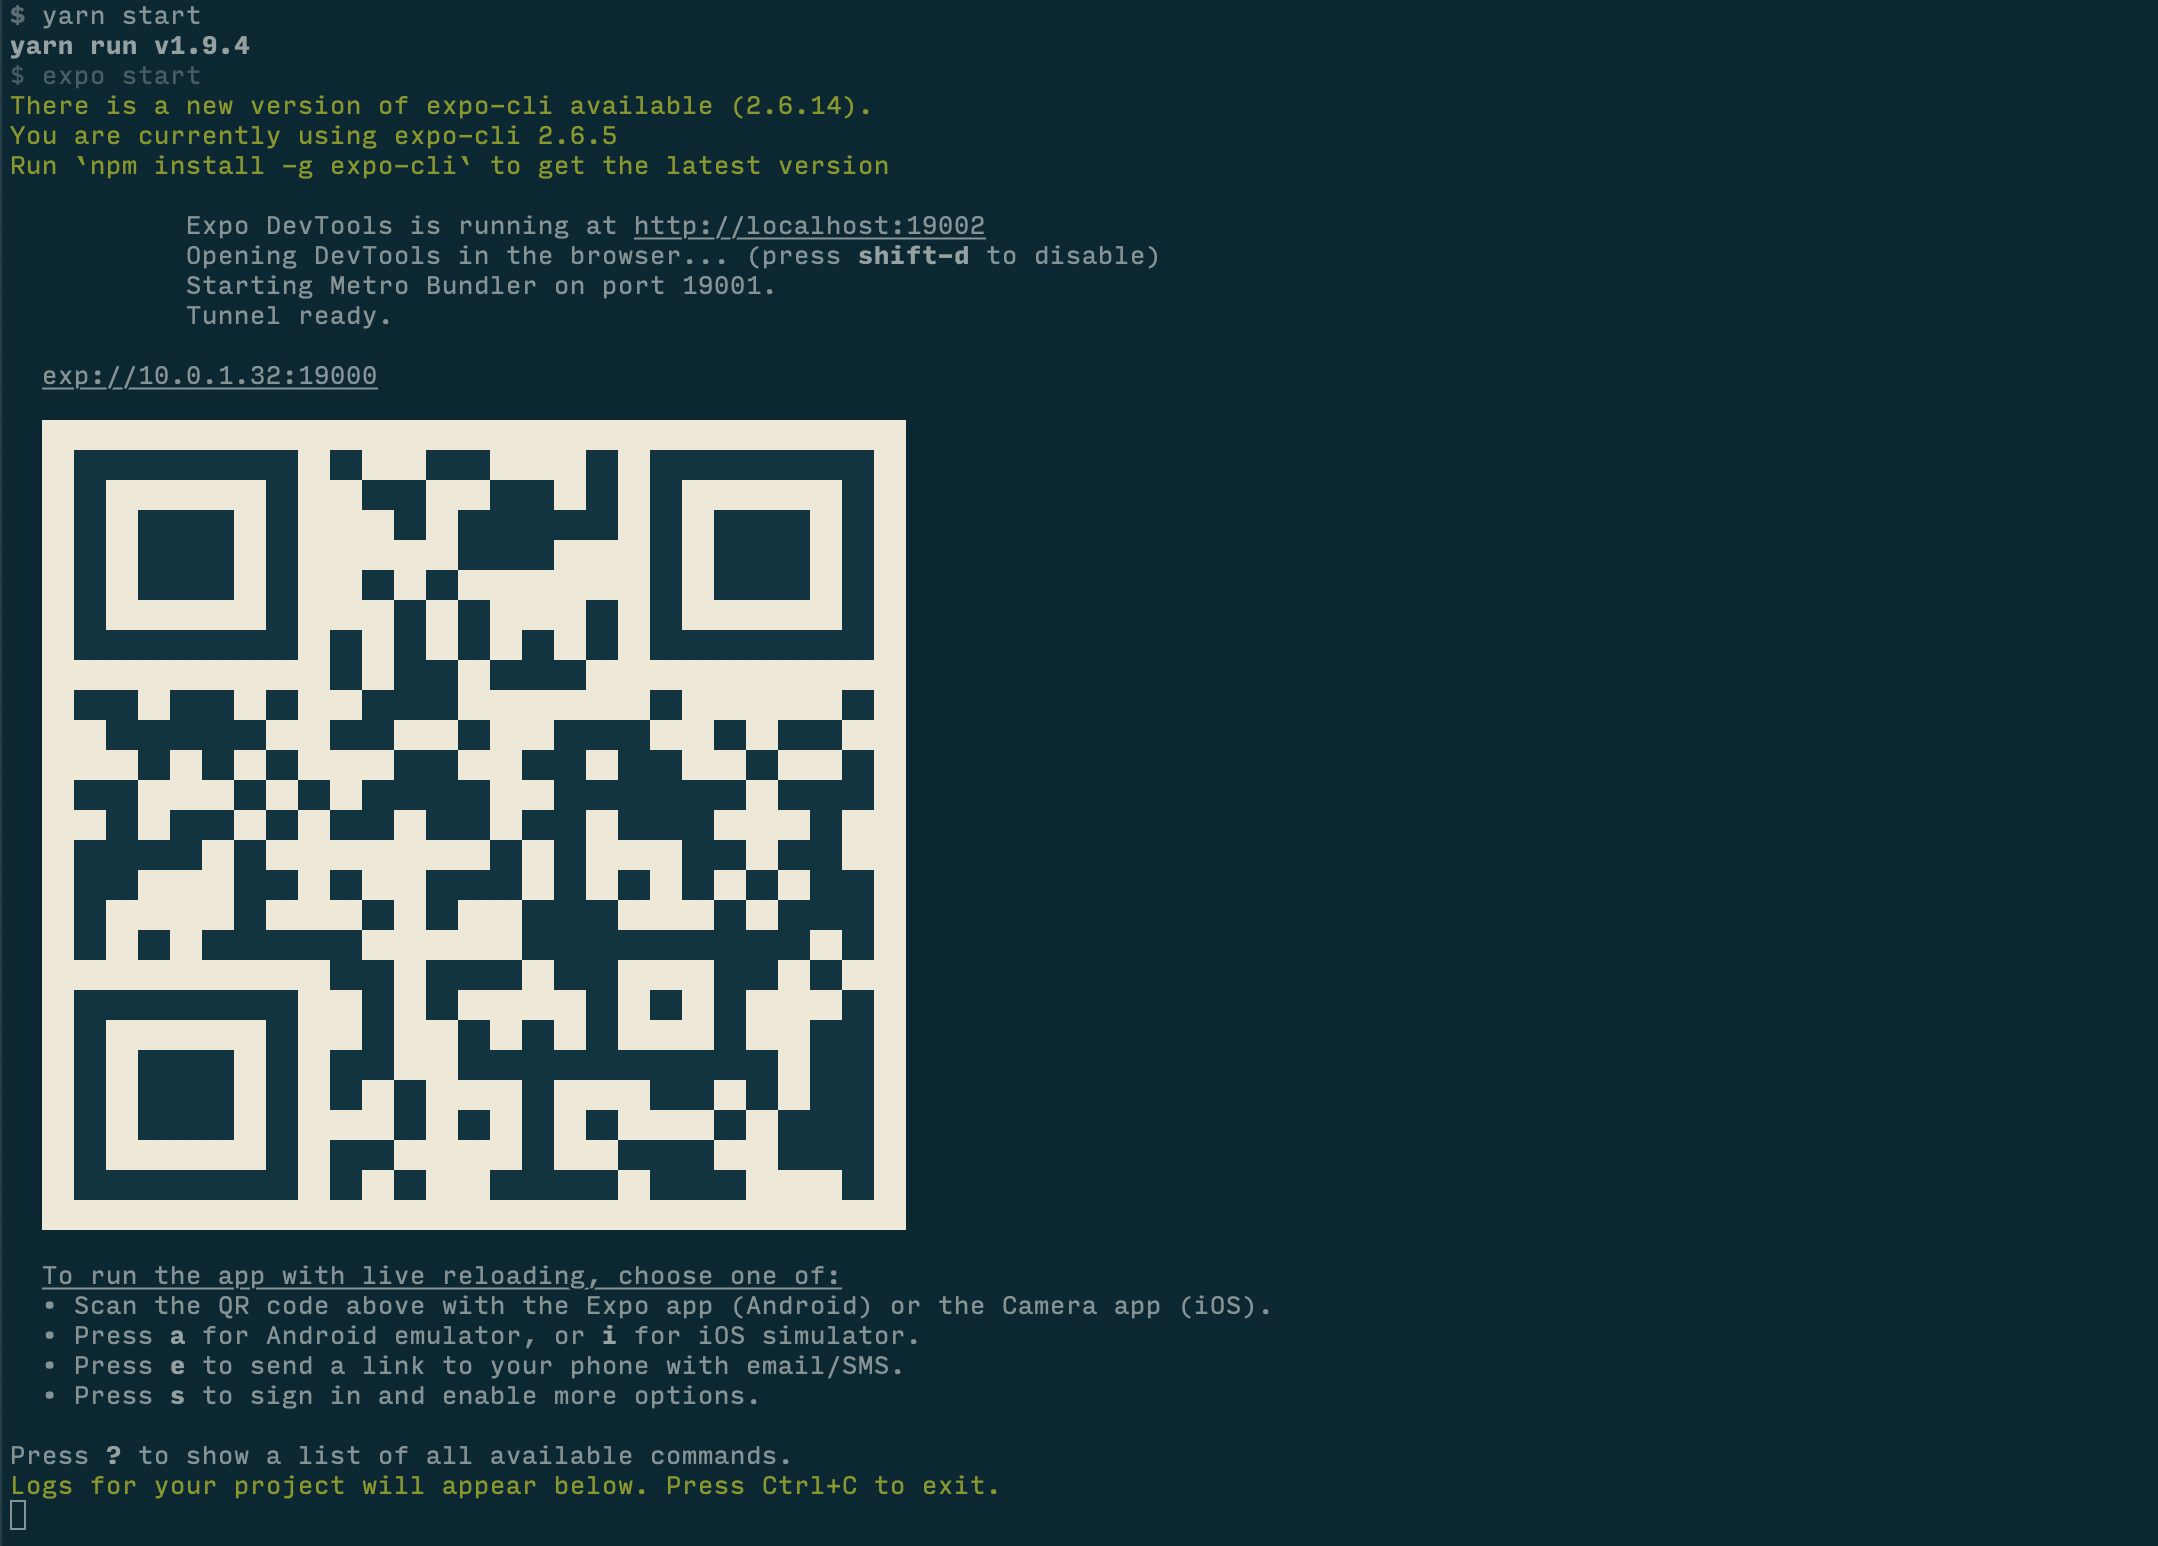 $ yarn start
yarn run v1.9.4
$ expo start
There is a new version of expo-cli available (2.6.14).
You are currently using expo-cli 2.6.5
Run `npm install -g expo-cli` to get the latest version
Expo DevTools is running at http://localhost:19002
Opening DevTools in the browser... (press shift-d to disable)
Starting Metro Bundler on port 19001.
Tunnel ready.
exp://10.0.1.32:19000
To run the app with live reloading, choose one of:
• Scan the QR code above with the Expo app (Android) or the Camera app (iOS).
• Press a for Android emulator, or i for iOS simulator.
• Press e to send a link to your phone with email/SMS.
• Press s to sign in and enable more options.
Press ? to show a list of all available commands.
Logs for your project will appear below. Press Ctrl+C to exit.